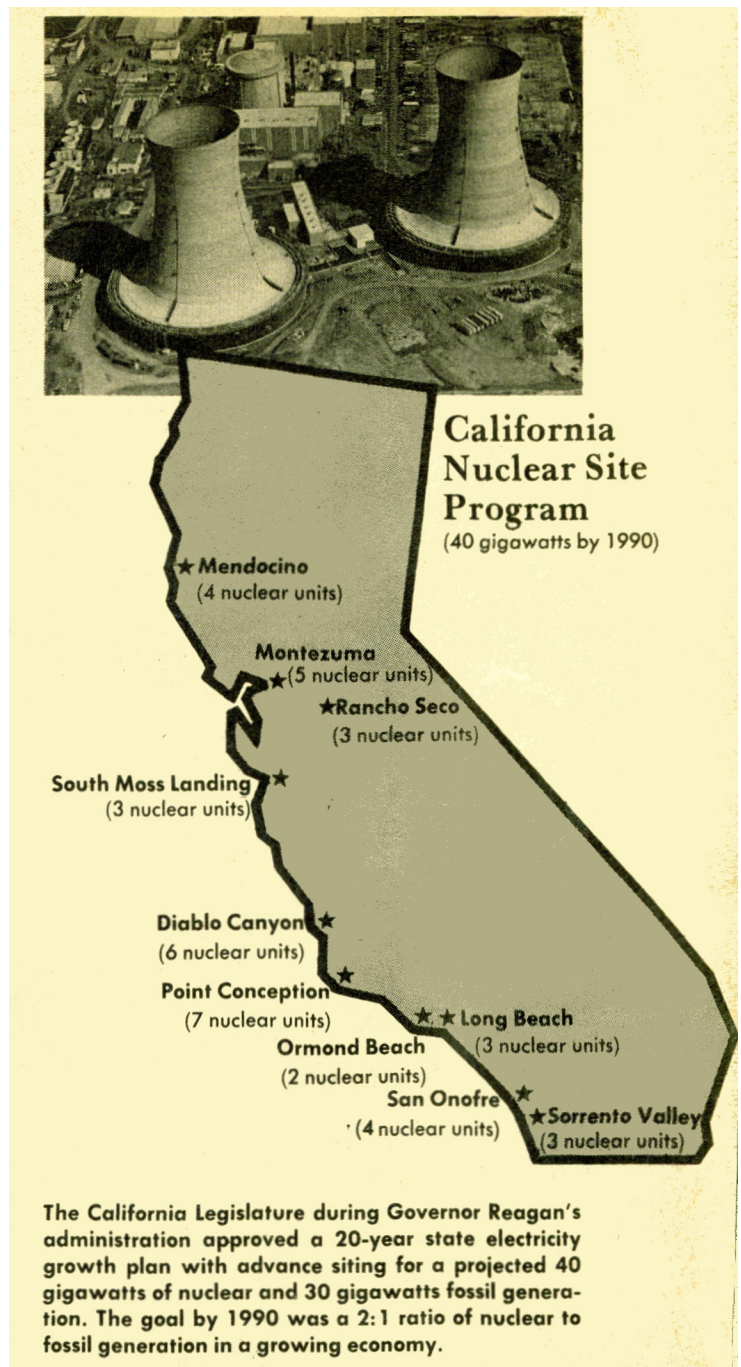 California
Nuclear Site
Program
(40 gigawatts by 1990)
Mendocino
(4 nuclear units)
Montezuma
(5 nuclear units)
Rancho Seco
(3 nuclear units)
South Moss Landing
(3 nuclear units)
Diablo Canyon
(6 nuclear units)
Point Conception
(7 nuclear units)
Long Beach
(3 nuclear units)
Ormond Beach
(2 nuclear units)
San Onofre
(4 nuclear units)
Sorrento Valley
(3 nuclear units)
The California Legislature during Governor Reagan's
administration approved a 20-year state electricity
growth plan with advance siting for a projected 40
gigawatts of nuclear and 30 gigawatts fossil genera-
tion. The goal by 1990 was a 2:1 ratio of nuclear to
fossil generation in a growing economy.